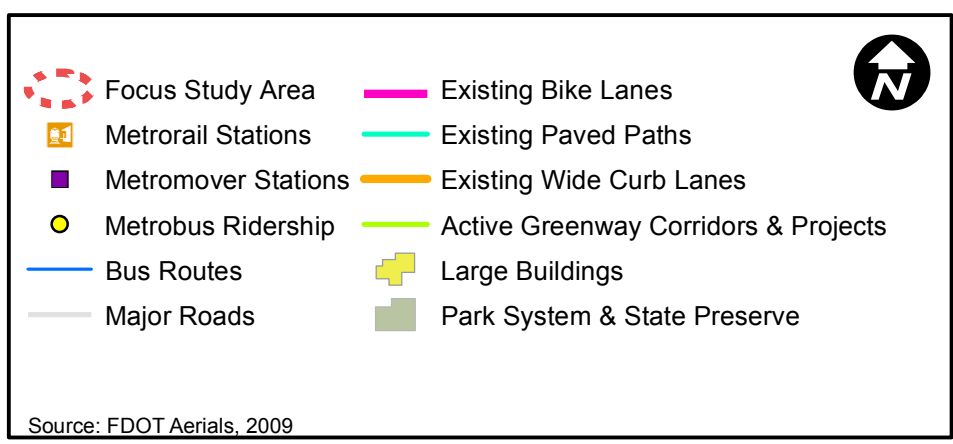 Focus Study Area
Metrorail Stations
Metromover Stations
Metrobus Ridership
Bus Routes
Major Roads
Existing Bike Lanes
Existing Paved Paths
Existing Wide Curb Lanes
Active Greenway Corridors & Projects
Large Buildings
Park System & State Preserve
N
Source: FDOT Aerials, 2009